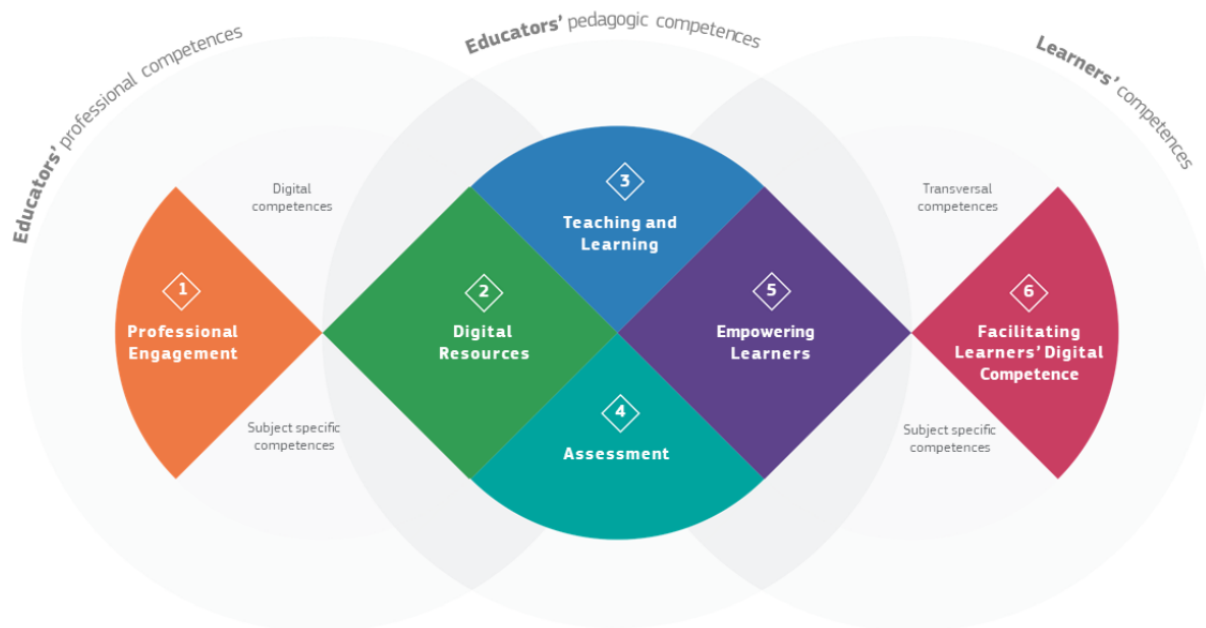 Educators’ professional competences
Educators’ pedagogic competences
Learners’ competences
Digital
competences
Transversal
competences
1
Professional
Engagement
2
Digital
Resources
3
Teaching and
Learning
4
Assessment
5
Empowering
Learners
6
Facilitating
Learners’ Digital
Competence
Subject specific
competences
Subject specific
competences